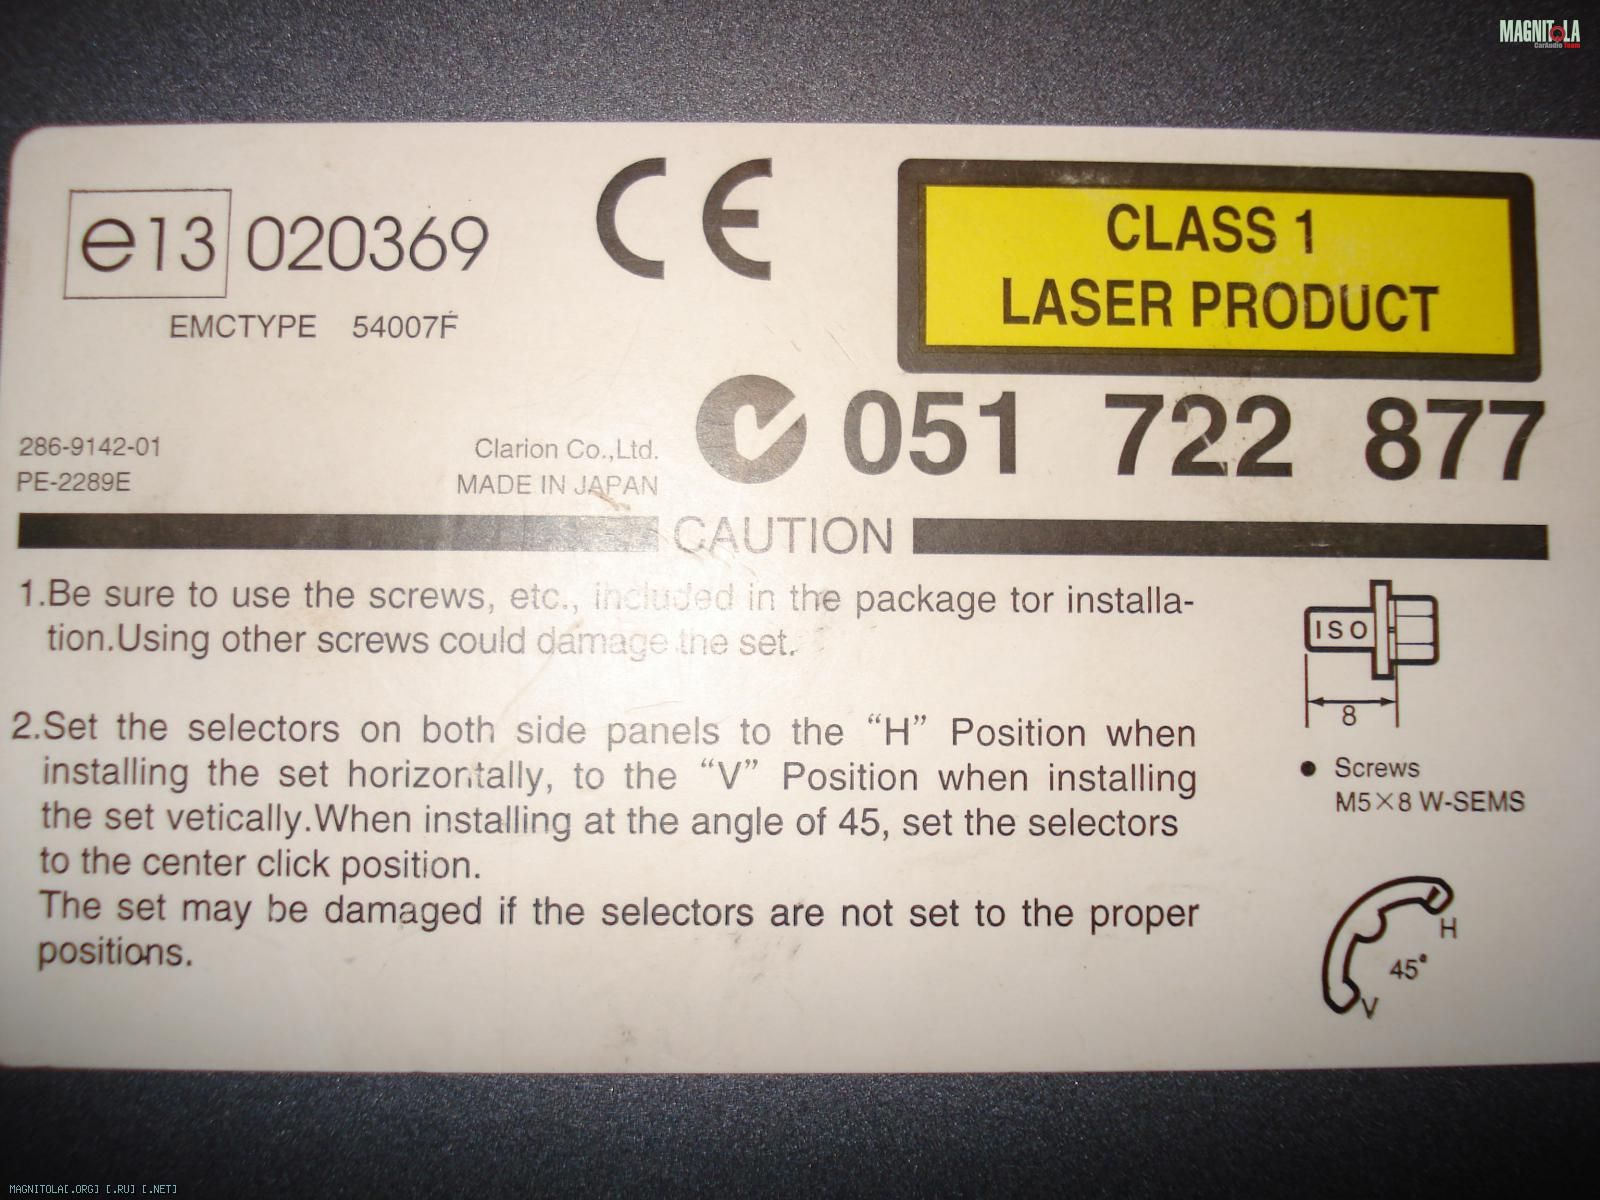 MAGNITOLA
CarAudio Team
e13 020369
EMCTYPE 54007F
CE
CLASS 1
LASER PRODUCT
051 722 877
286-9142-01
PE-2289E
Clarion Co.,Ltd.
MADE IN JAPAN
CAUTION
1.Be sure to use the screws, etc., included in the package tor installa-
tion.Using other screws could damage the set.
ISO
8
2.Set the selectors on both side panels to the “H” Position when
installing the set horizontally, to the “V” Position when installing
the set vetically.When installing at the angle of 45, set the selectors
to the center click position.
The set may be damaged if the selectors are not set to the proper
positions.
● Screws
M5×8 W-SEMS
H
45°
V
MAGNITOLA[.ORG] [.RU] [.NET]